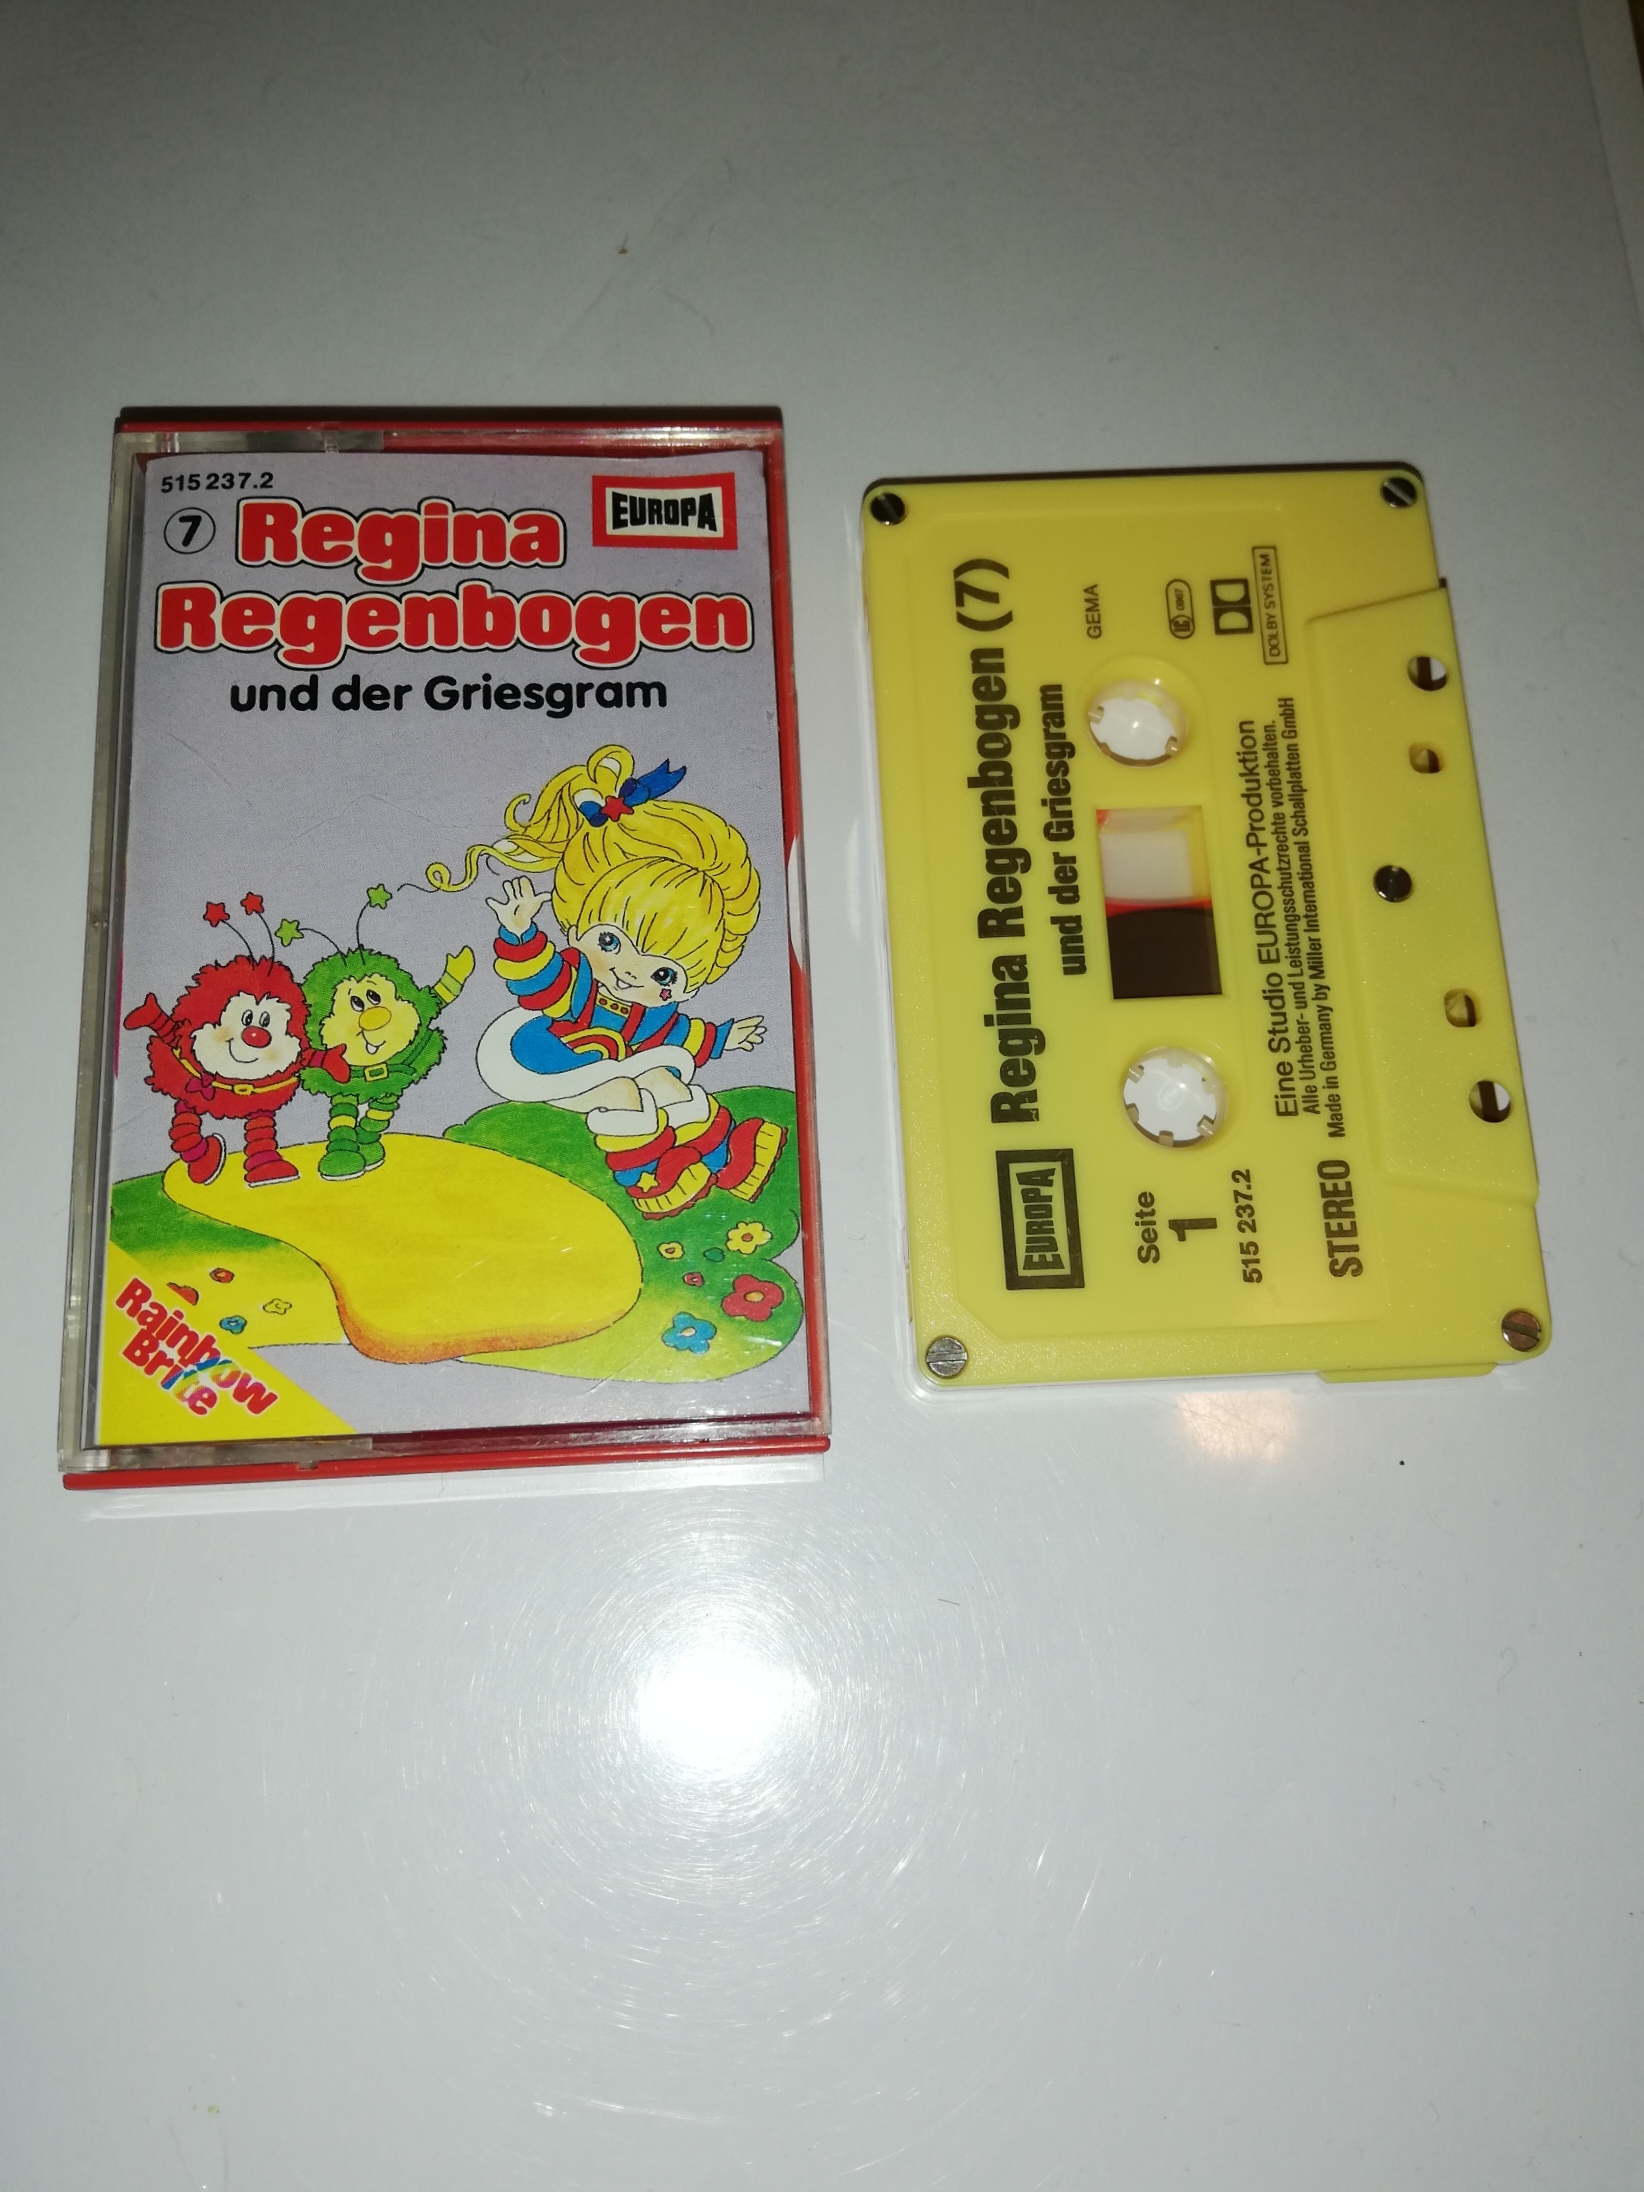 515 237.2
7
EUROPA
Regina
Regenbogen
und der Griesgram
Rainbow
Brite
EUROPA
Regina Regenbogen (7)
und der Griesgram
GEMA
Seite
1
515 237.2
DOLBY SYSTEM
Eine Studio EUROPA-Produktion
Alle Urheber- und Leistungsschutzrechte vorbehalten.
STEREO
Made in Germany by Miller International Schallplatten GmbH